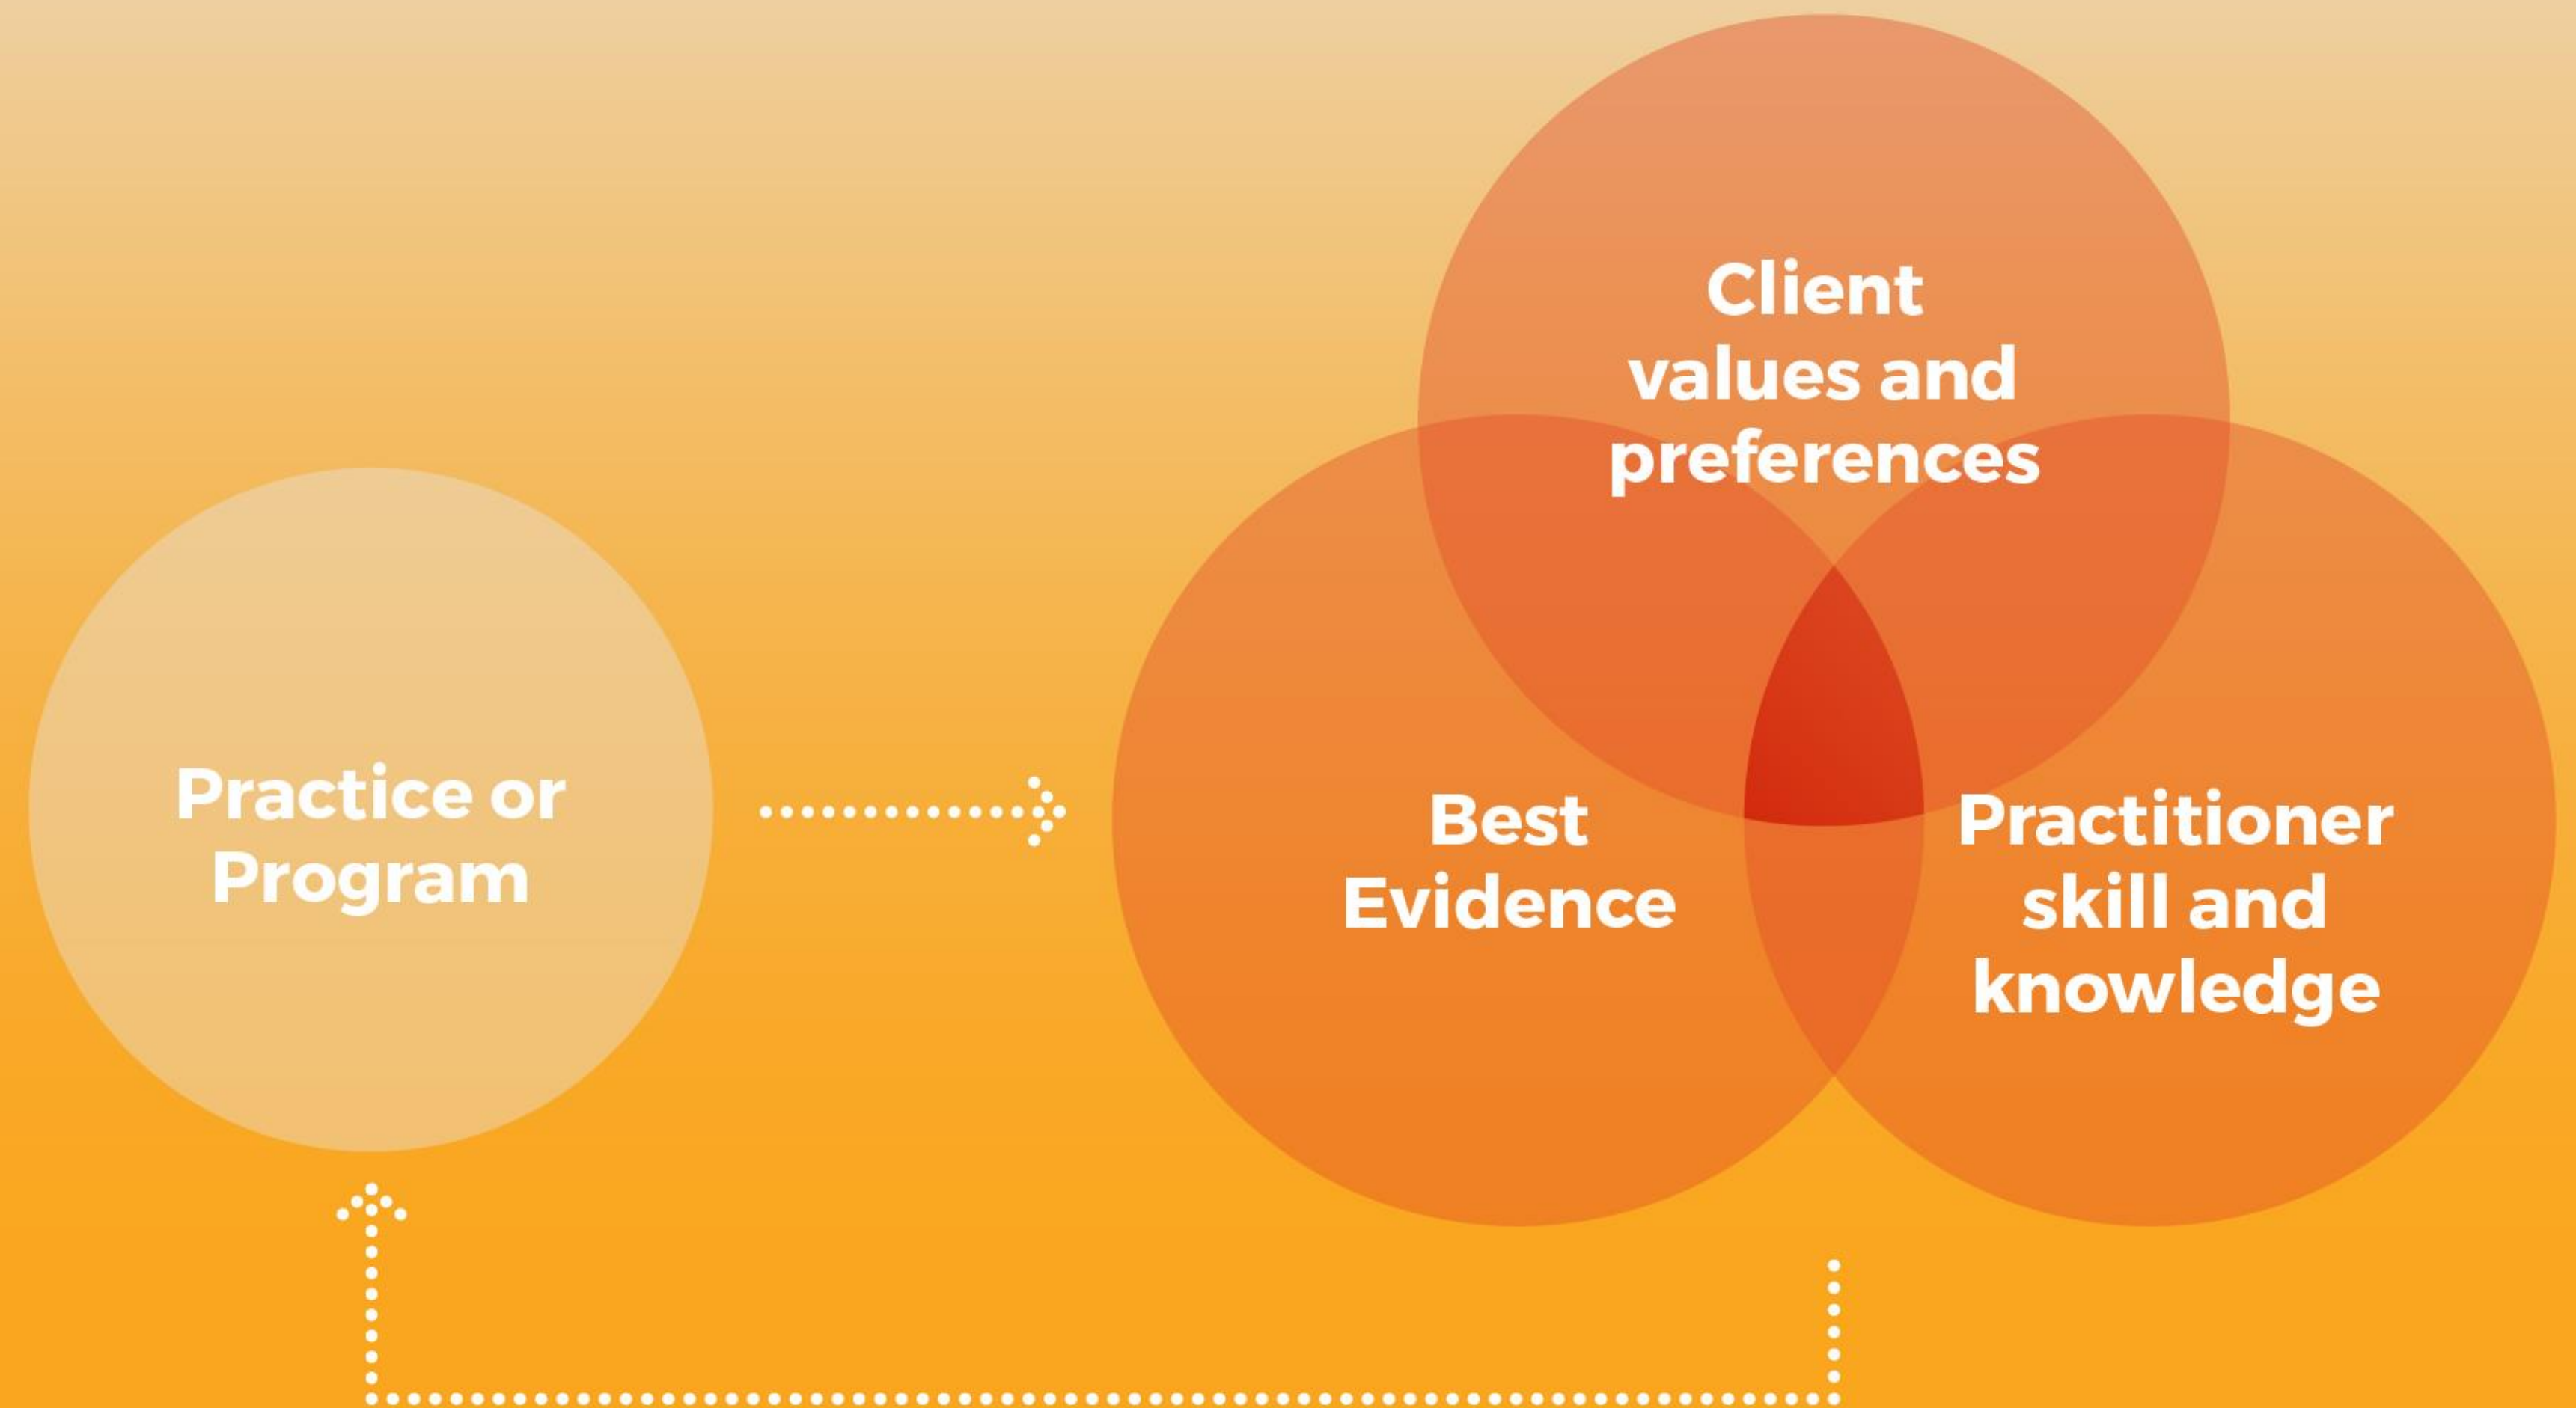 Client
values and
preferences
Practice or
Program
Best
Evidence
Practitioner
skill and
knowledge